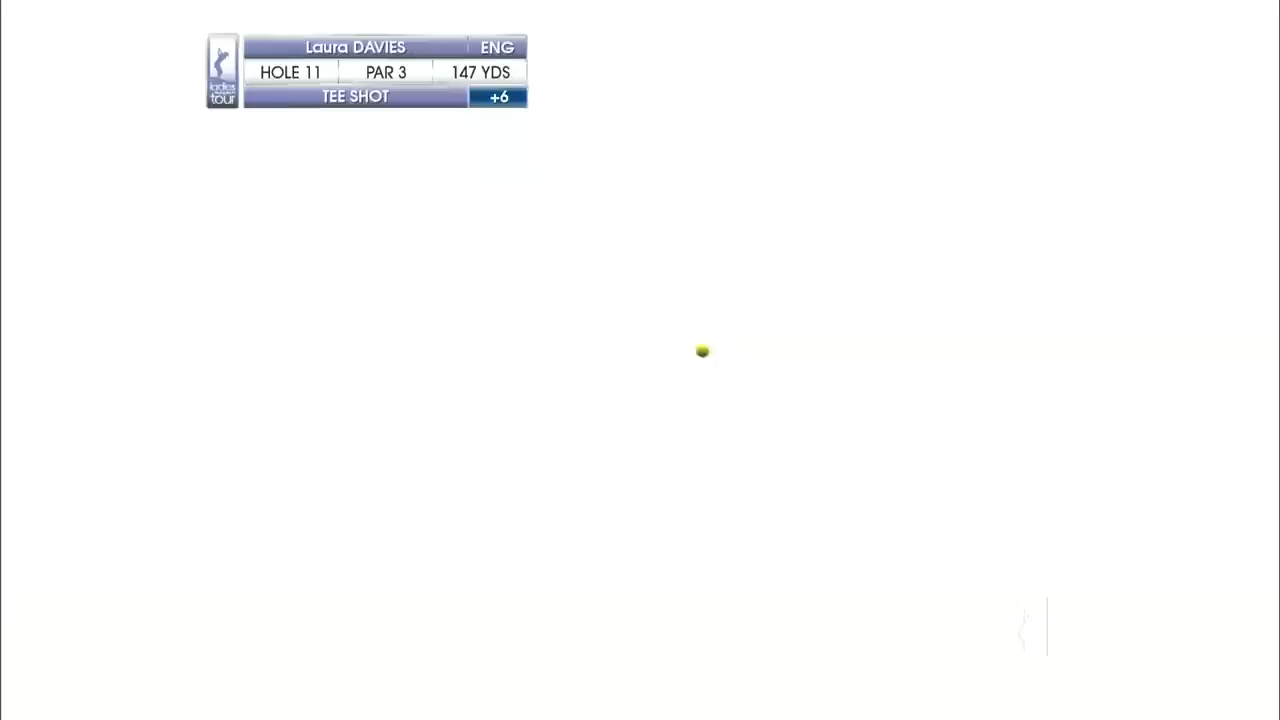 Laura DAVIES ENG
HOLE 11 PAR 3 147 YDS
TEE SHOT +6
ladies
tour